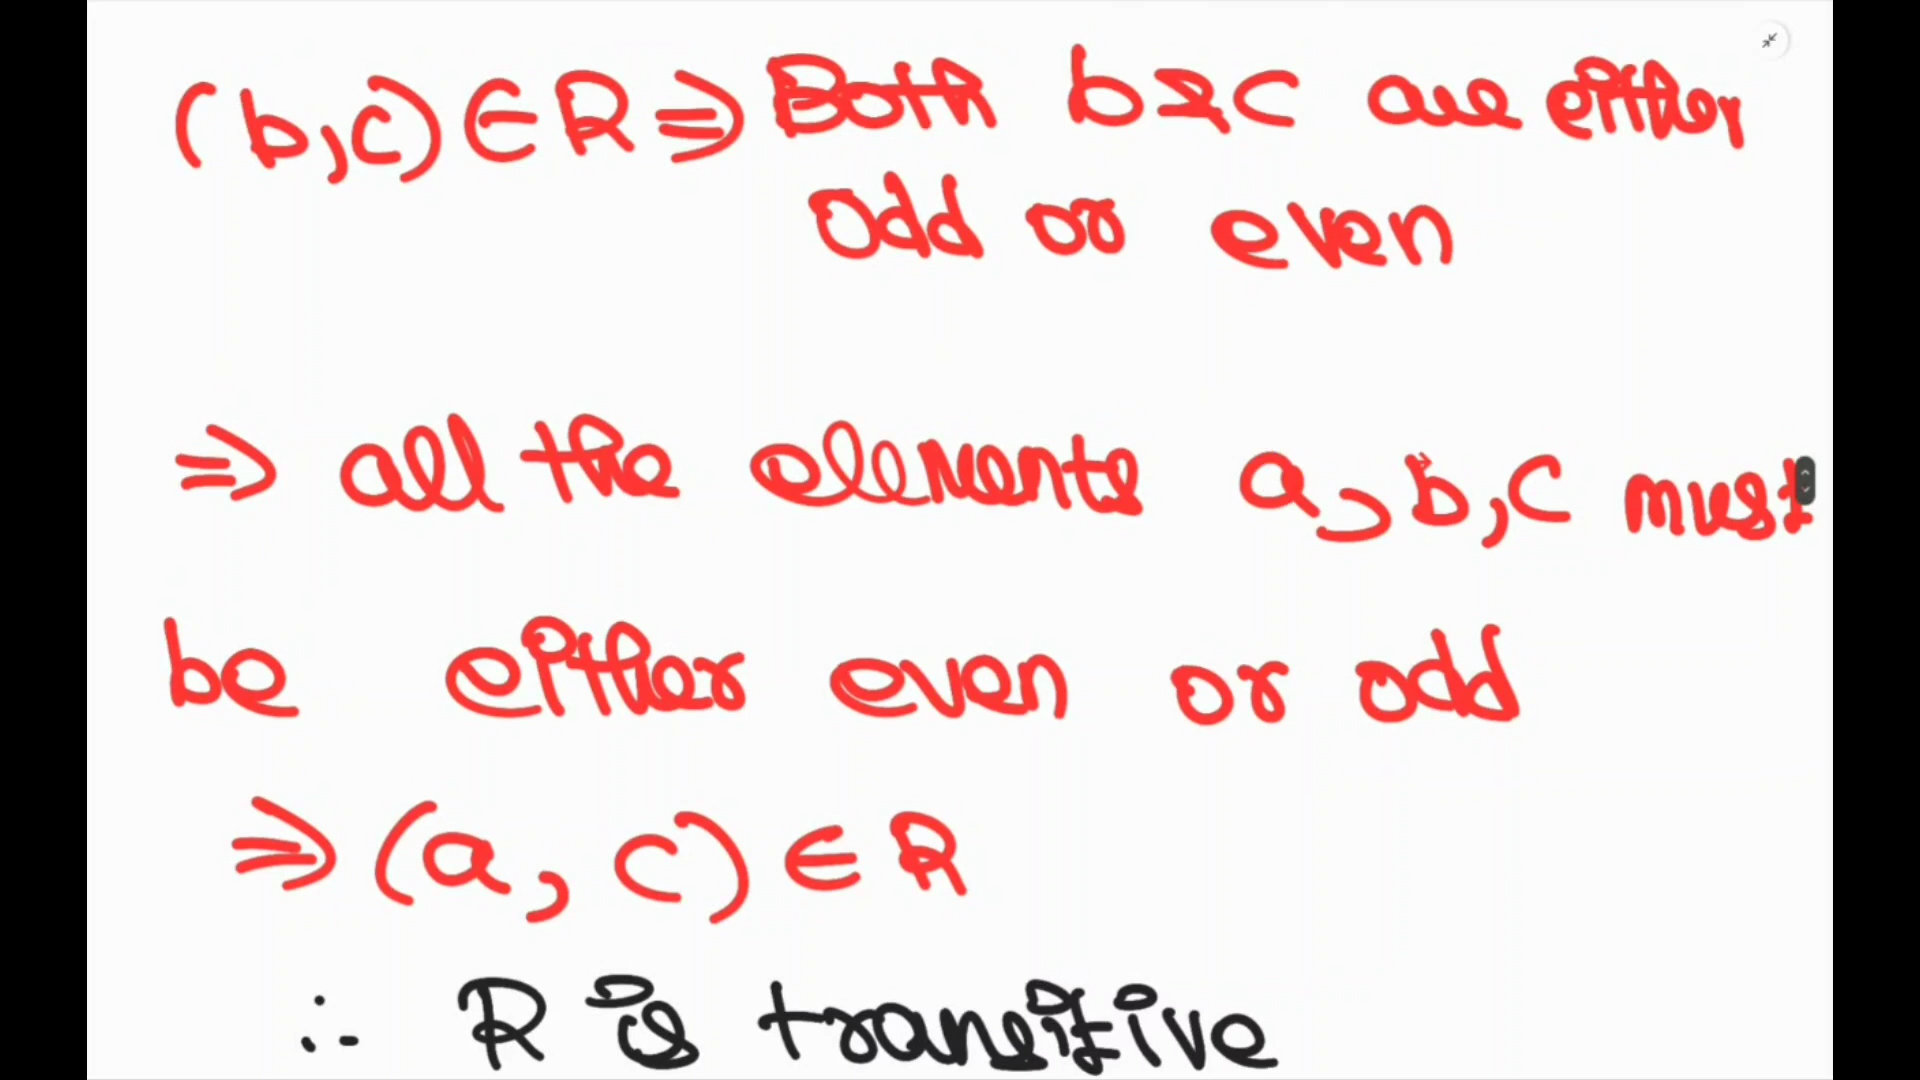 (b,c) ∈ R ⇒ Both b & c are either
odd or even
⇒ all the elements a, b, c must
be either even or odd
⇒ (a, c) ∈ R
∴ R is transitive